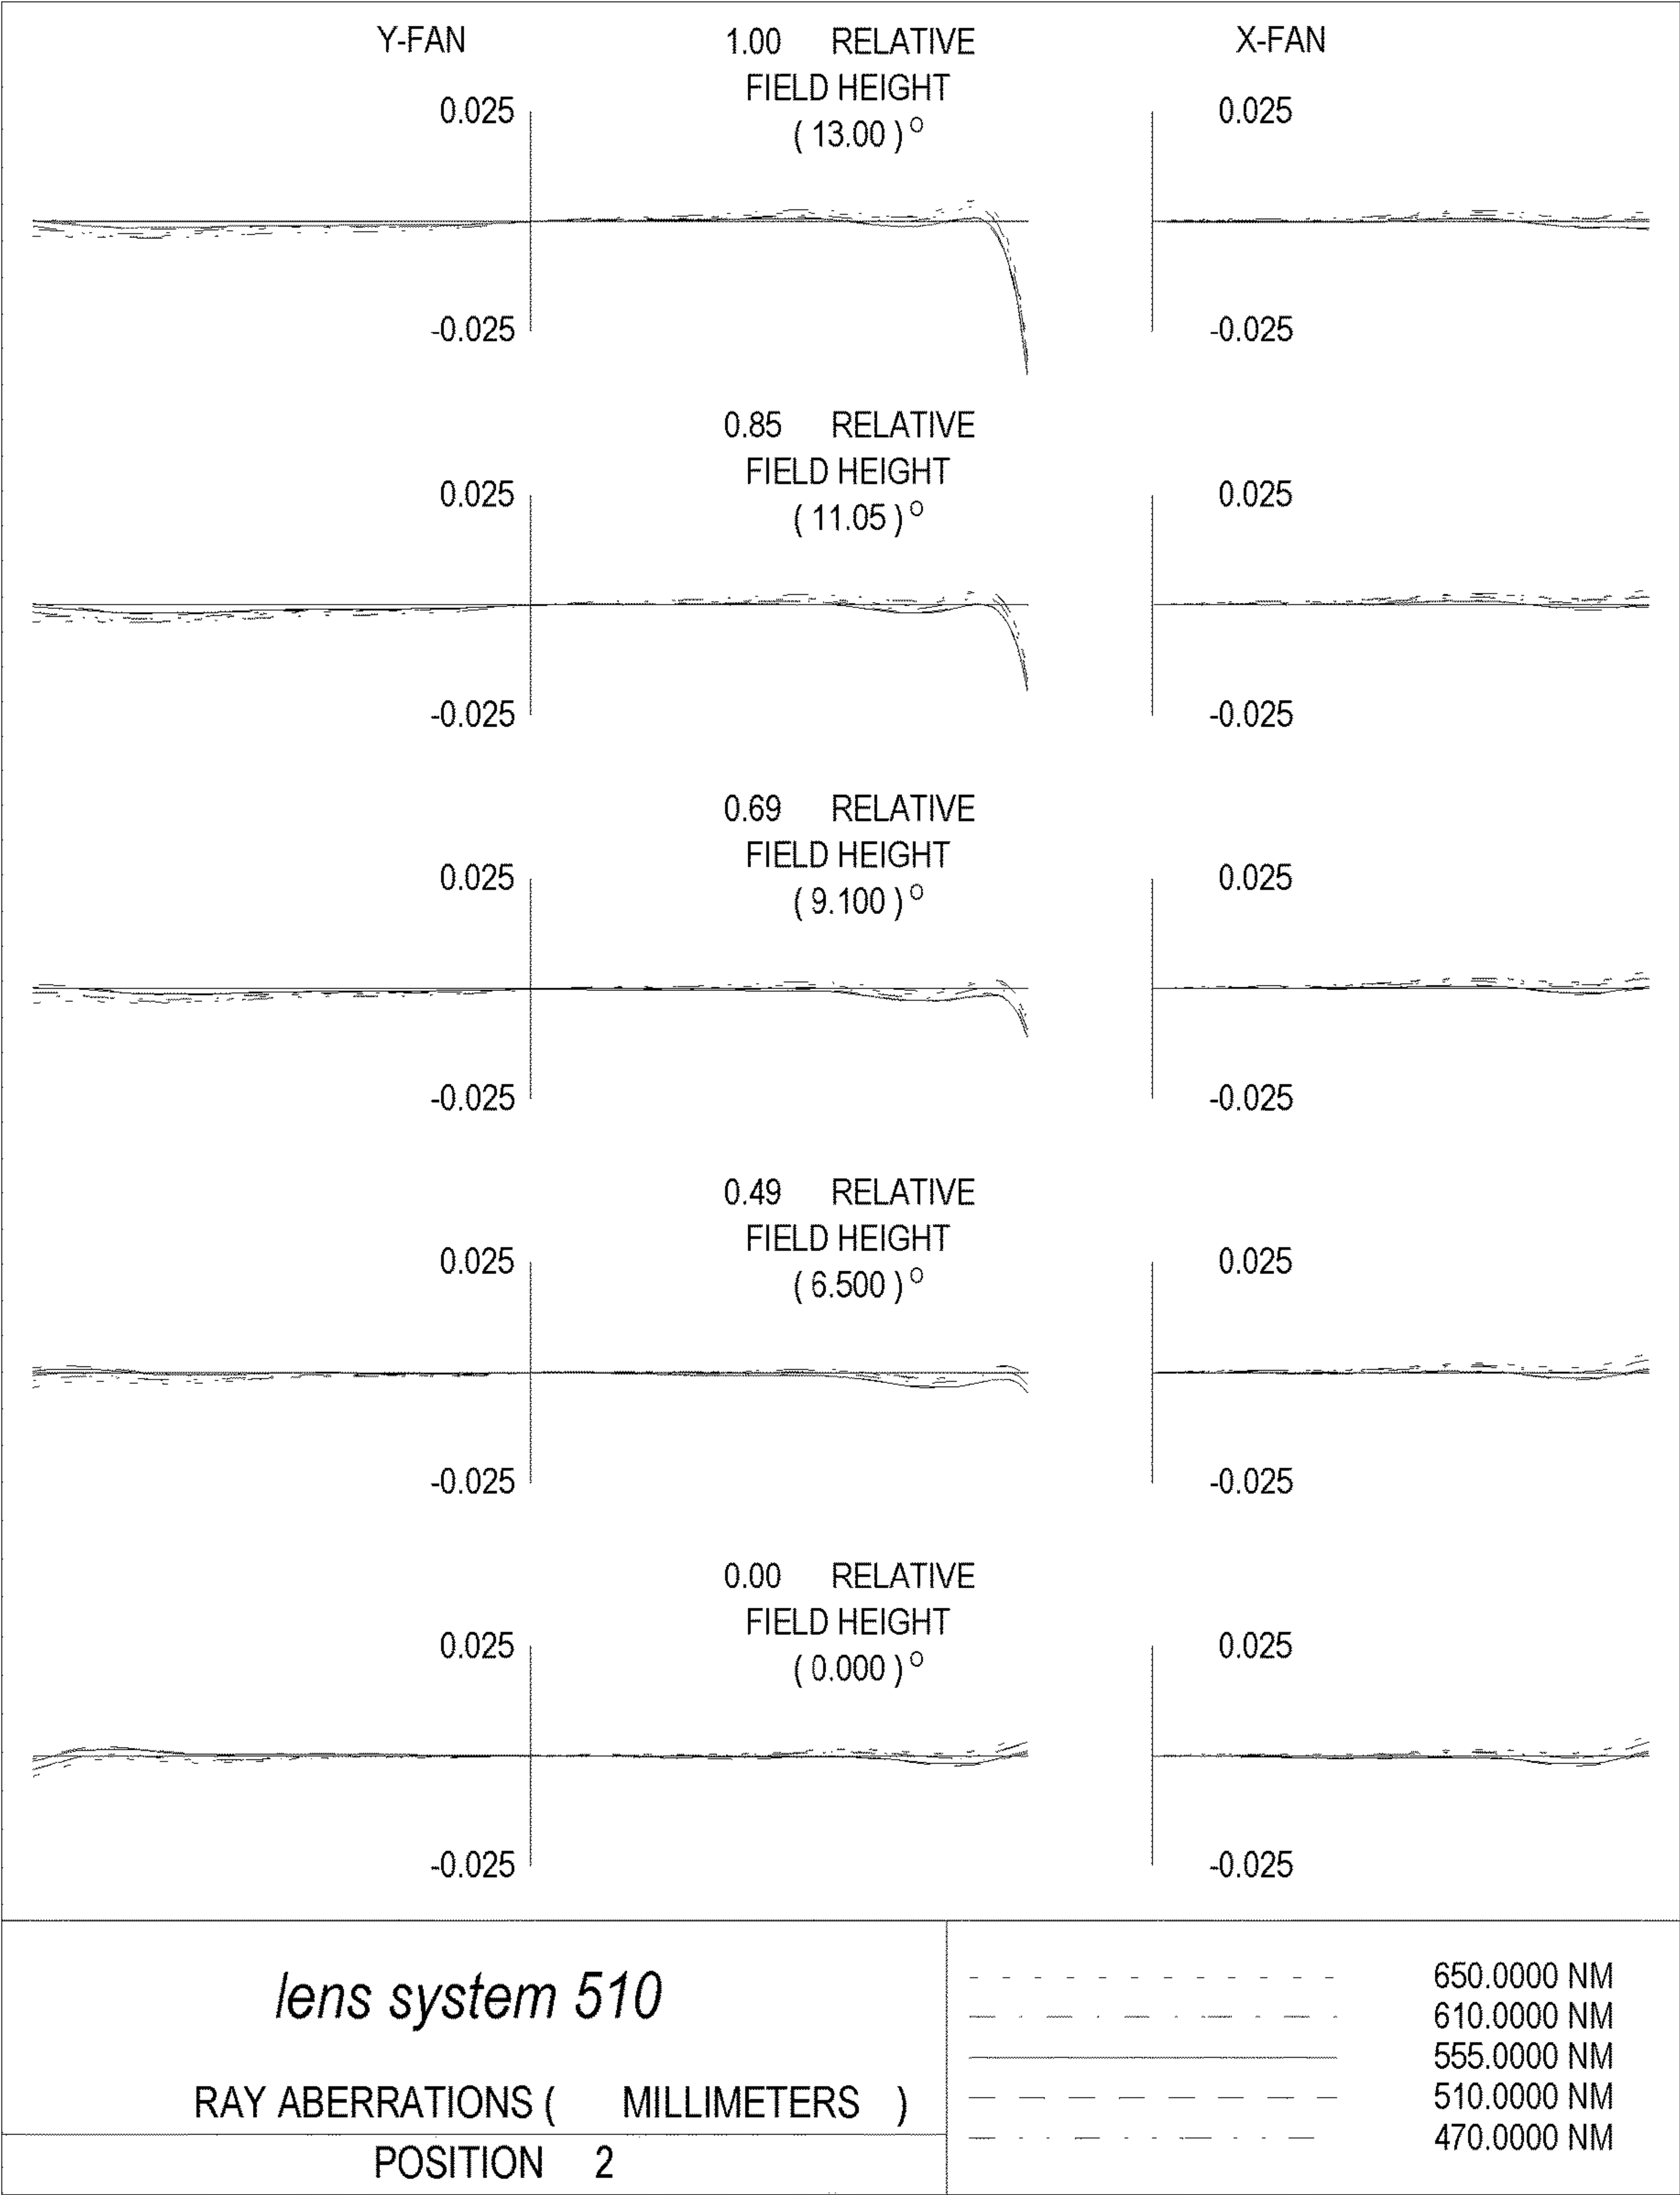 Y-FAN 1.00 RELATIVE X-FAN
FIELD HEIGHT
0.025 ( 13.00 )° 0.025
-0.025 -0.025
0.85 RELATIVE
FIELD HEIGHT
0.025 ( 11.05 )° 0.025
-0.025 -0.025
0.69 RELATIVE
FIELD HEIGHT
0.025 ( 9.100 )° 0.025
-0.025 -0.025
0.49 RELATIVE
FIELD HEIGHT
0.025 ( 6.500 )° 0.025
-0.025 -0.025
0.00 RELATIVE
FIELD HEIGHT
0.025 ( 0.000 )° 0.025
-0.025 -0.025
lens system 510
RAY ABERRATIONS ( MILLIMETERS )
POSITION 2
650.0000 NM
610.0000 NM
555.0000 NM
510.0000 NM
470.0000 NM